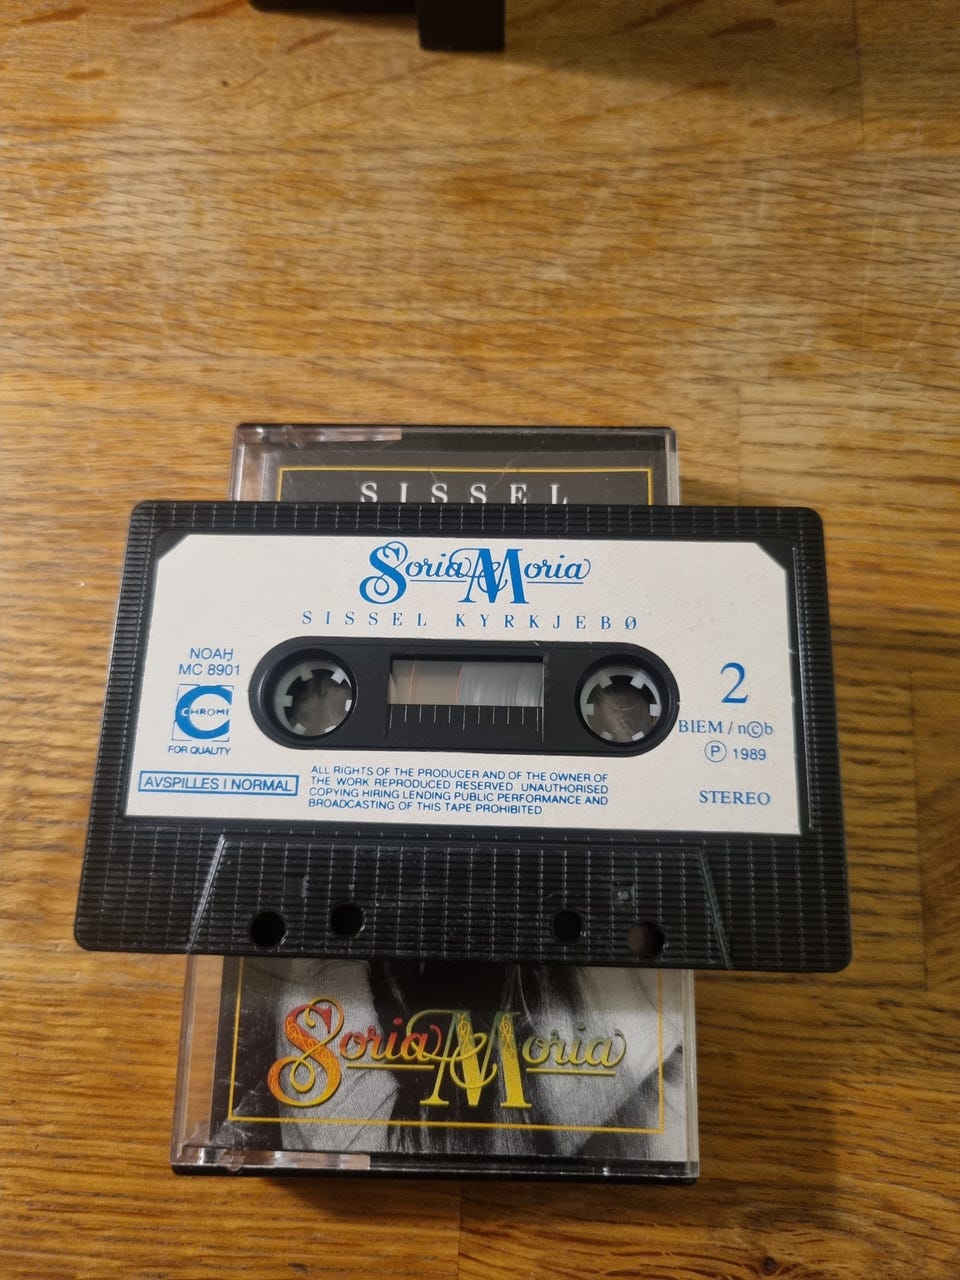 SISSEL
Soria Moria
SISSEL KYRKJEBØ
NOAH
MC 8901
CHROME
FOR QUALITY
AVSPILLES I NORMAL
ALL RIGHTS OF THE PRODUCER AND OF THE OWNER OF
THE WORK REPRODUCED RESERVED. UNAUTHORISED
COPYING HIRING LENDING PUBLIC PERFORMANCE AND
BROADCASTING OF THIS TAPE PROHIBITED.
2
BIEM / n©b
Ⓟ 1989
STEREO
Soria Moria